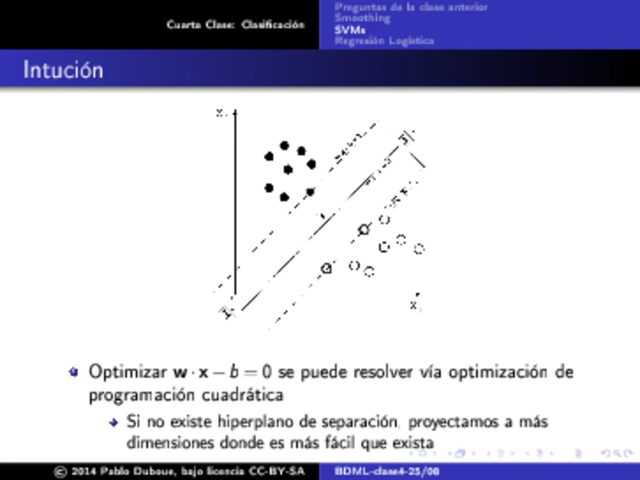 Cuarta Clase: Clasificación
Preguntas de la clase anterior
Smoothing
SVMs
Regresión Logística
Intución
Optimizar w · x − b = 0 se puede resolver vía optimización de
programación cuadrática
Si no existe hiperplano de separación, proyectamos a más
dimensiones donde es más fácil que exista
© 2014 Pablo Duboue, bajo licencia CC-BY-SA
BDML-clase4-25/08